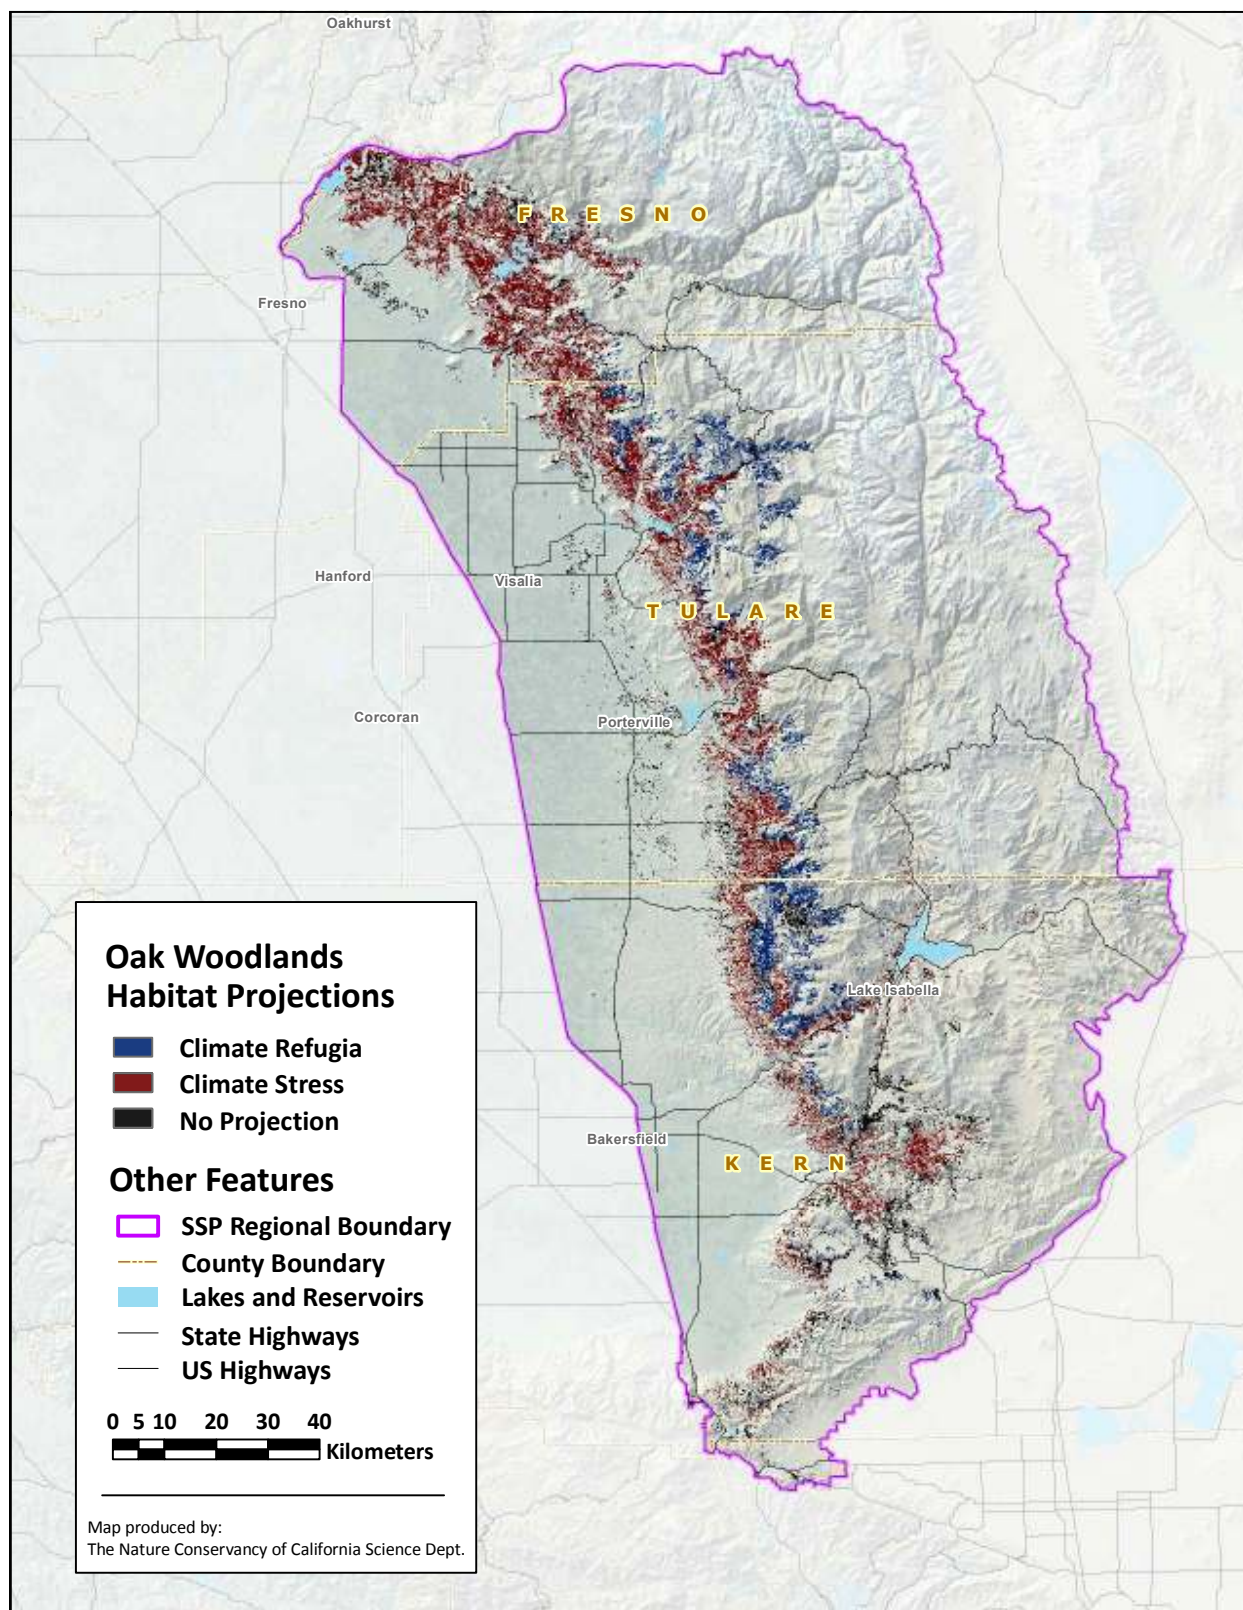 Oakhurst
F R E S N O
Fresno
Hanford
Visalia
T U L A R E
Corcoran
Porterville
Lake Isabella
Bakersfield
K E R N
Oak Woodlands
Habitat Projections
Climate Refugia
Climate Stress
No Projection
Other Features
SSP Regional Boundary
County Boundary
Lakes and Reservoirs
State Highways
US Highways
0 5 10 20 30 40
Kilometers
Map produced by:
The Nature Conservancy of California Science Dept.